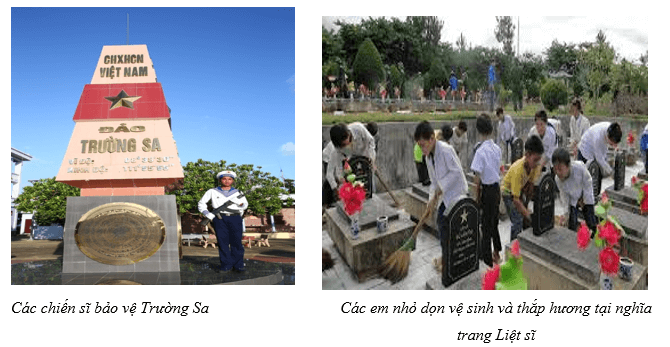 CHXHCN
VIỆT NAM
ĐẢO
TRƯỜNG SA
Các chiến sĩ bảo vệ Trường Sa
Các em nhỏ dọn vệ sinh và thắp hương tại nghĩa
trang Liệt sĩ